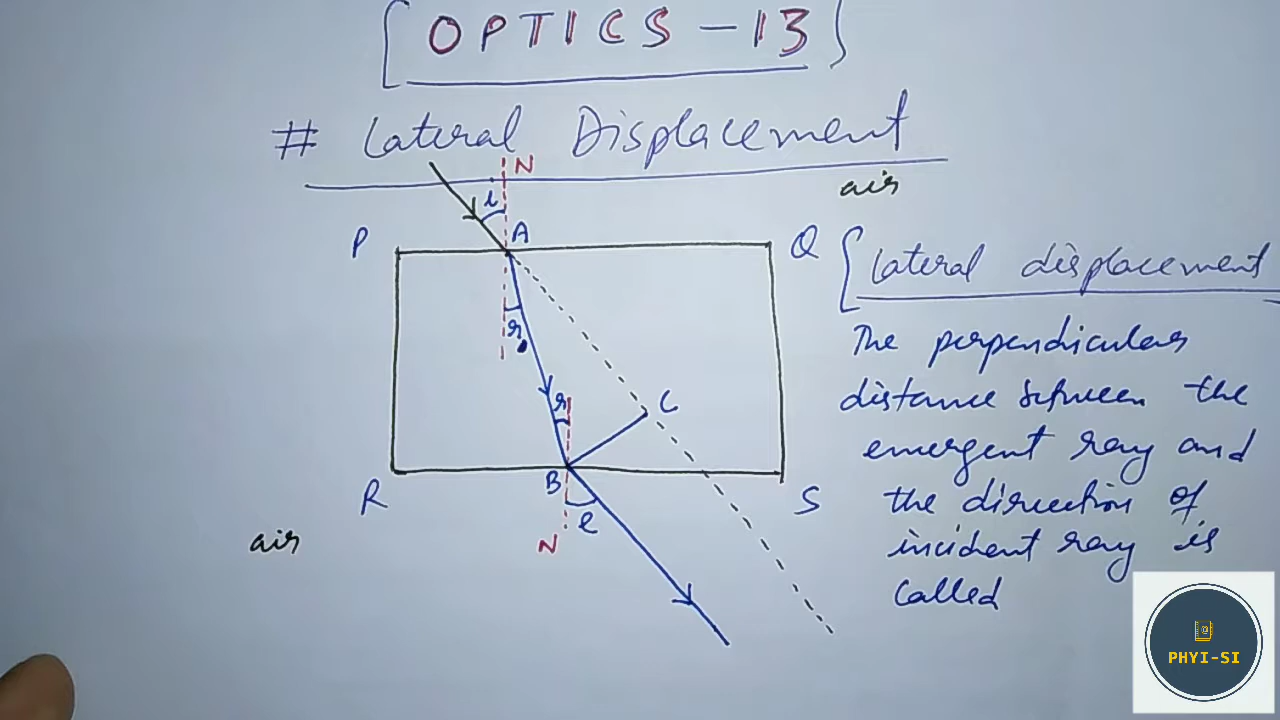 [OPTICS-13]
# Lateral Displacement
N
air
i
P
A
Q
[Lateral displacement
r
The perpendicular
distance between the
r
C
emergent ray and
R
B
S
the direction of
e
air
N
incident ray is
called
PHYI-SI